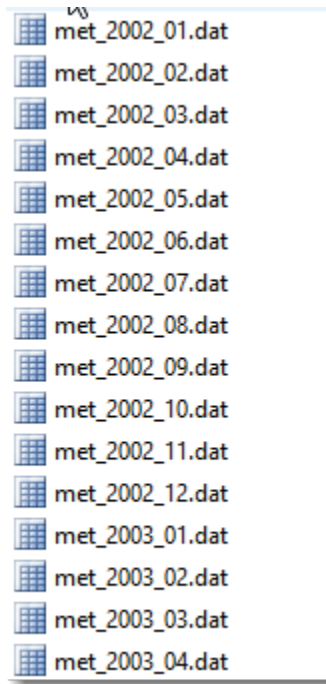 met_2002_01.dat
met_2002_02.dat
met_2002_03.dat
met_2002_04.dat
met_2002_05.dat
met_2002_06.dat
met_2002_07.dat
met_2002_08.dat
met_2002_09.dat
met_2002_10.dat
met_2002_11.dat
met_2002_12.dat
met_2003_01.dat
met_2003_02.dat
met_2003_03.dat
met_2003_04.dat